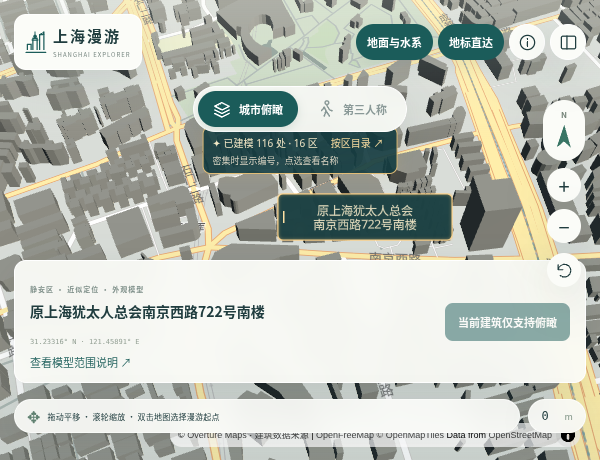 上海漫游
SHANGHAI EXPLORER
地面与水系
地标直达
N
城市俯瞰
第三人称
✦ 已建模 116 处 · 16 区 按区目录 ↗
密集时显示编号，点选查看名称
原上海犹太人总会
南京西路722号南楼
+
−
静安区 · 近似定位 · 外观模型
原上海犹太人总会南京西路722号南楼
31.23316° N · 121.45891° E
查看模型范围说明 ↗
当前建筑仅支持俯瞰
拖动平移 · 滚轮缩放 · 双击地图选择漫游起点
0 m
© Overture Maps · 建筑数据来源 | OpenFreeMap © OpenMapTiles Data from OpenStreetMap